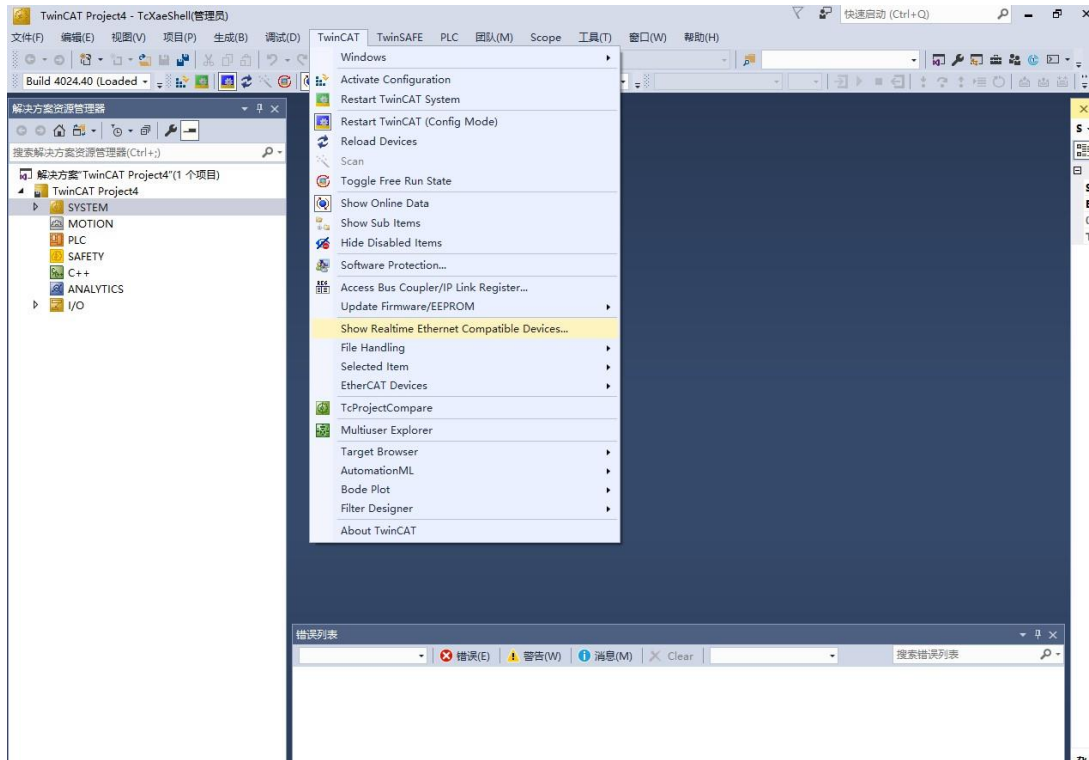 TwinCAT Project4 - TcXaeShell(管理员)
快速启动 (Ctrl+Q)
文件(F) 编辑(E) 视图(V) 项目(P) 生成(B) 调试(D) TwinCAT TwinSAFE PLC 团队(M) Scope 工具(T) 窗口(W) 帮助(H)
Build 4024.40 (Loaded
解决方案资源管理器
搜索解决方案资源管理器(Ctrl+;)
解决方案"TwinCAT Project4"(1 个项目)
TwinCAT Project4
SYSTEM
MOTION
PLC
SAFETY
C++
ANALYTICS
I/O
Windows
Activate Configuration
Restart TwinCAT System
Restart TwinCAT (Config Mode)
Reload Devices
Scan
Toggle Free Run State
Show Online Data
Show Sub Items
Hide Disabled Items
Software Protection...
Access Bus Coupler/IP Link Register...
Update Firmware/EEPROM
Show Realtime Ethernet Compatible Devices...
File Handling
Selected Item
EtherCAT Devices
TcProjectCompare
Multiuser Explorer
Target Browser
AutomationML
Bode Plot
Filter Designer
About TwinCAT
错误列表
错误(E) 警告(W) 消息(M) Clear
搜索错误列表